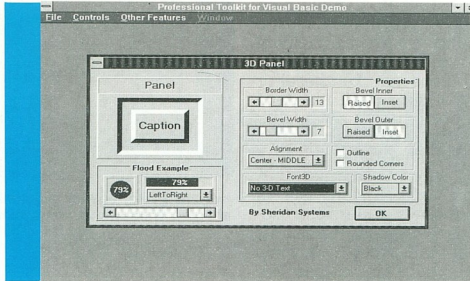 Professional Toolkit for Visual Basic Demo
File Controls Other Features Window
3D Panel
Panel
Caption
Flood Example
79%
79%
LeftToRight
Properties
Border Width
13
Bevel Width
7
Alignment
Center - MIDDLE
Font3D
No 3-D Text
Bevel Inner
Raised Inset
Bevel Outer
Raised Inset
Outline
Rounded Corners
Shadow Color
Black
By Sheridan Systems
OK